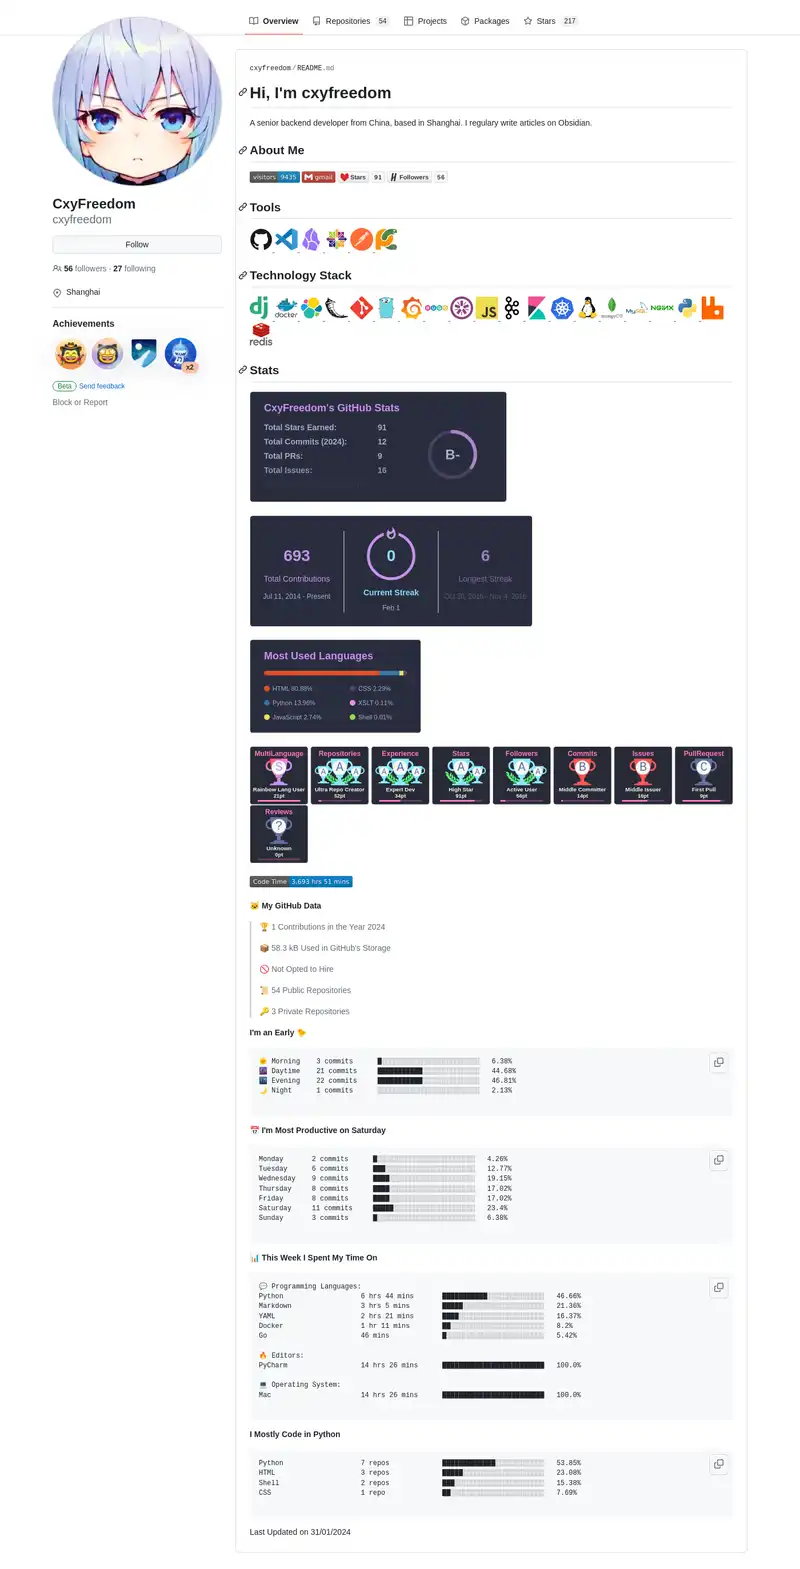 Overview
Repositories 54
Projects
Packages
Stars 217
CxyFreedom
cxyfreedom
Follow
56 followers · 27 following
Shanghai
Achievements
x2
Beta Send feedback
Block or Report
cxyfreedom/README.md
Hi, I'm cxyfreedom
A senior backend developer from China, based in Shanghai. I regulary write articles on Obsidian.
About Me
visitors 9435
gmail
Stars 91
Followers 56
Tools
Technology Stack
dj
docker
JS
mongoDB
MySQL
NGINX
redis
Stats
CxyFreedom's GitHub Stats
Total Stars Earned: 91
Total Commits (2024): 12
Total PRs: 9
Total Issues: 16
B-
693
Total Contributions
Jul 11, 2014 - Present
0
Current Streak
Feb 1
6
Longest Streak
Most Used Languages
HTML 80.88%
CSS 2.29%
Python 13.98%
XSLT 0.11%
JavaScript 2.74%
Shell 0.01%
MultiLanguage
S
Rainbow Lang User
21pt
Repositories
A A A
Ultra Repo Creator
52pt
Experience
A A A
Expert Dev
34pt
Stars
A
High Star
91pt
Followers
A
Active User
56pt
Commits
B
Middle Committer
14pt
Issues
B
Middle Issuer
16pt
PullRequest
C
First Pull
9pt
Reviews
?
Unknown
0pt
Code Time 3,693 hrs 51 mins
🐱 My GitHub Data
🏆 1 Contributions in the Year 2024
📦 58.3 kB Used in GitHub's Storage
🚫 Not Opted to Hire
📜 54 Public Repositories
🔑 3 Private Repositories
I'm an Early 🐤
🌞 Morning 3 commits 6.38%
🌆 Daytime 21 commits 44.68%
🌃 Evening 22 commits 46.81%
🌙 Night 1 commits 2.13%
📅 I'm Most Productive on Saturday
Monday 2 commits 4.26%
Tuesday 6 commits 12.77%
Wednesday 9 commits 19.15%
Thursday 8 commits 17.02%
Friday 8 commits 17.02%
Saturday 11 commits 23.4%
Sunday 3 commits 6.38%
📊 This Week I Spent My Time On
💬 Programming Languages:
Python 6 hrs 44 mins 46.66%
Markdown 3 hrs 5 mins 21.36%
YAML 2 hrs 21 mins 16.37%
Docker 1 hr 11 mins 8.2%
Go 46 mins 5.42%
🔥 Editors:
PyCharm 14 hrs 26 mins 100.0%
💻 Operating System:
Mac 14 hrs 26 mins 100.0%
I Mostly Code in Python
Python 7 repos 53.85%
HTML 3 repos 23.08%
Shell 2 repos 15.38%
CSS 1 repo 7.69%
Last Updated on 31/01/2024